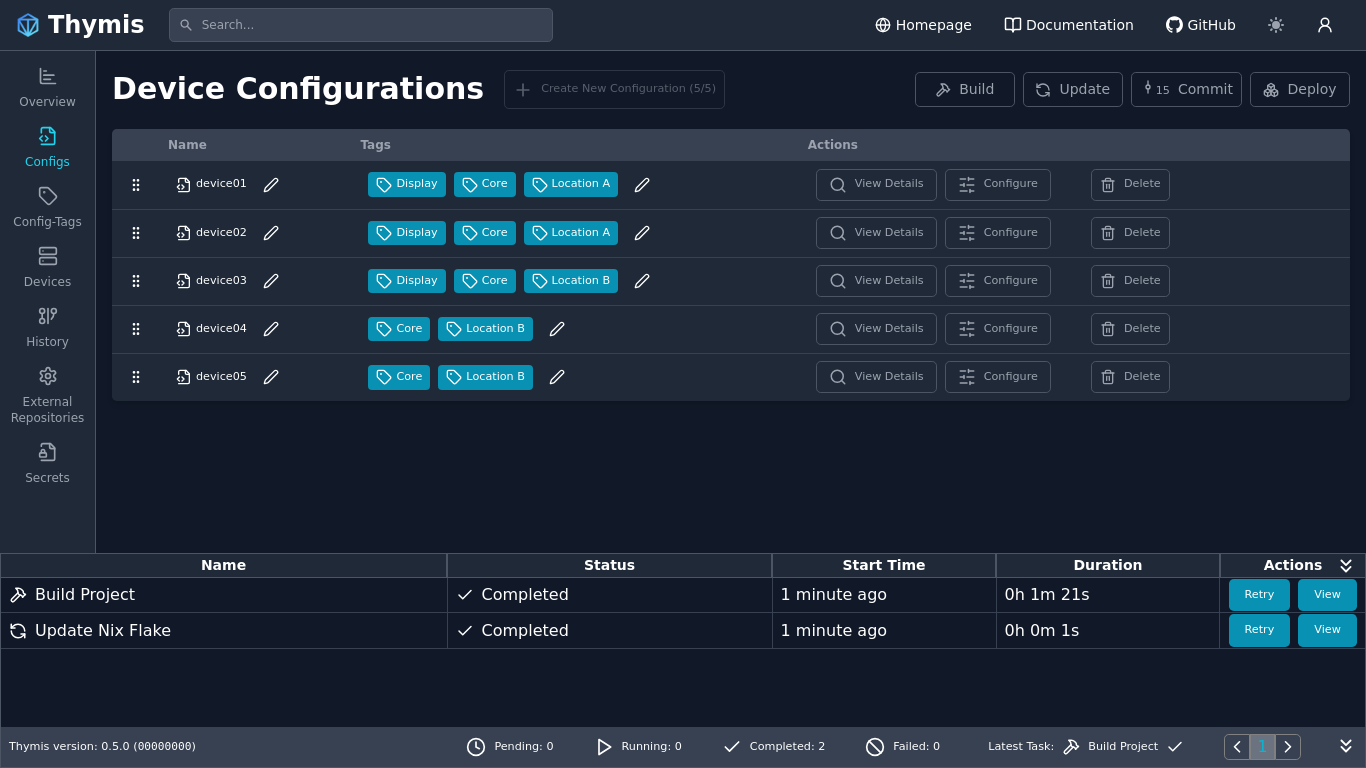 Thymis
Search...
Homepage
Documentation
GitHub
Overview
Configs
Config-Tags
Devices
History
External
Repositories
Secrets
Device Configurations
Create New Configuration (5/5)
Build
Update
15 Commit
Deploy
Name Tags Actions
device01 Display Core Location A View Details Configure Delete
device02 Display Core Location A View Details Configure Delete
device03 Display Core Location B View Details Configure Delete
device04 Core Location B View Details Configure Delete
device05 Core Location B View Details Configure Delete
Name Status Start Time Duration Actions
Build Project Completed 1 minute ago 0h 1m 21s Retry View
Update Nix Flake Completed 1 minute ago 0h 0m 1s Retry View
Thymis version: 0.5.0 (00000000) Pending: 0 Running: 0 Completed: 2 Failed: 0 Latest Task: Build Project 1